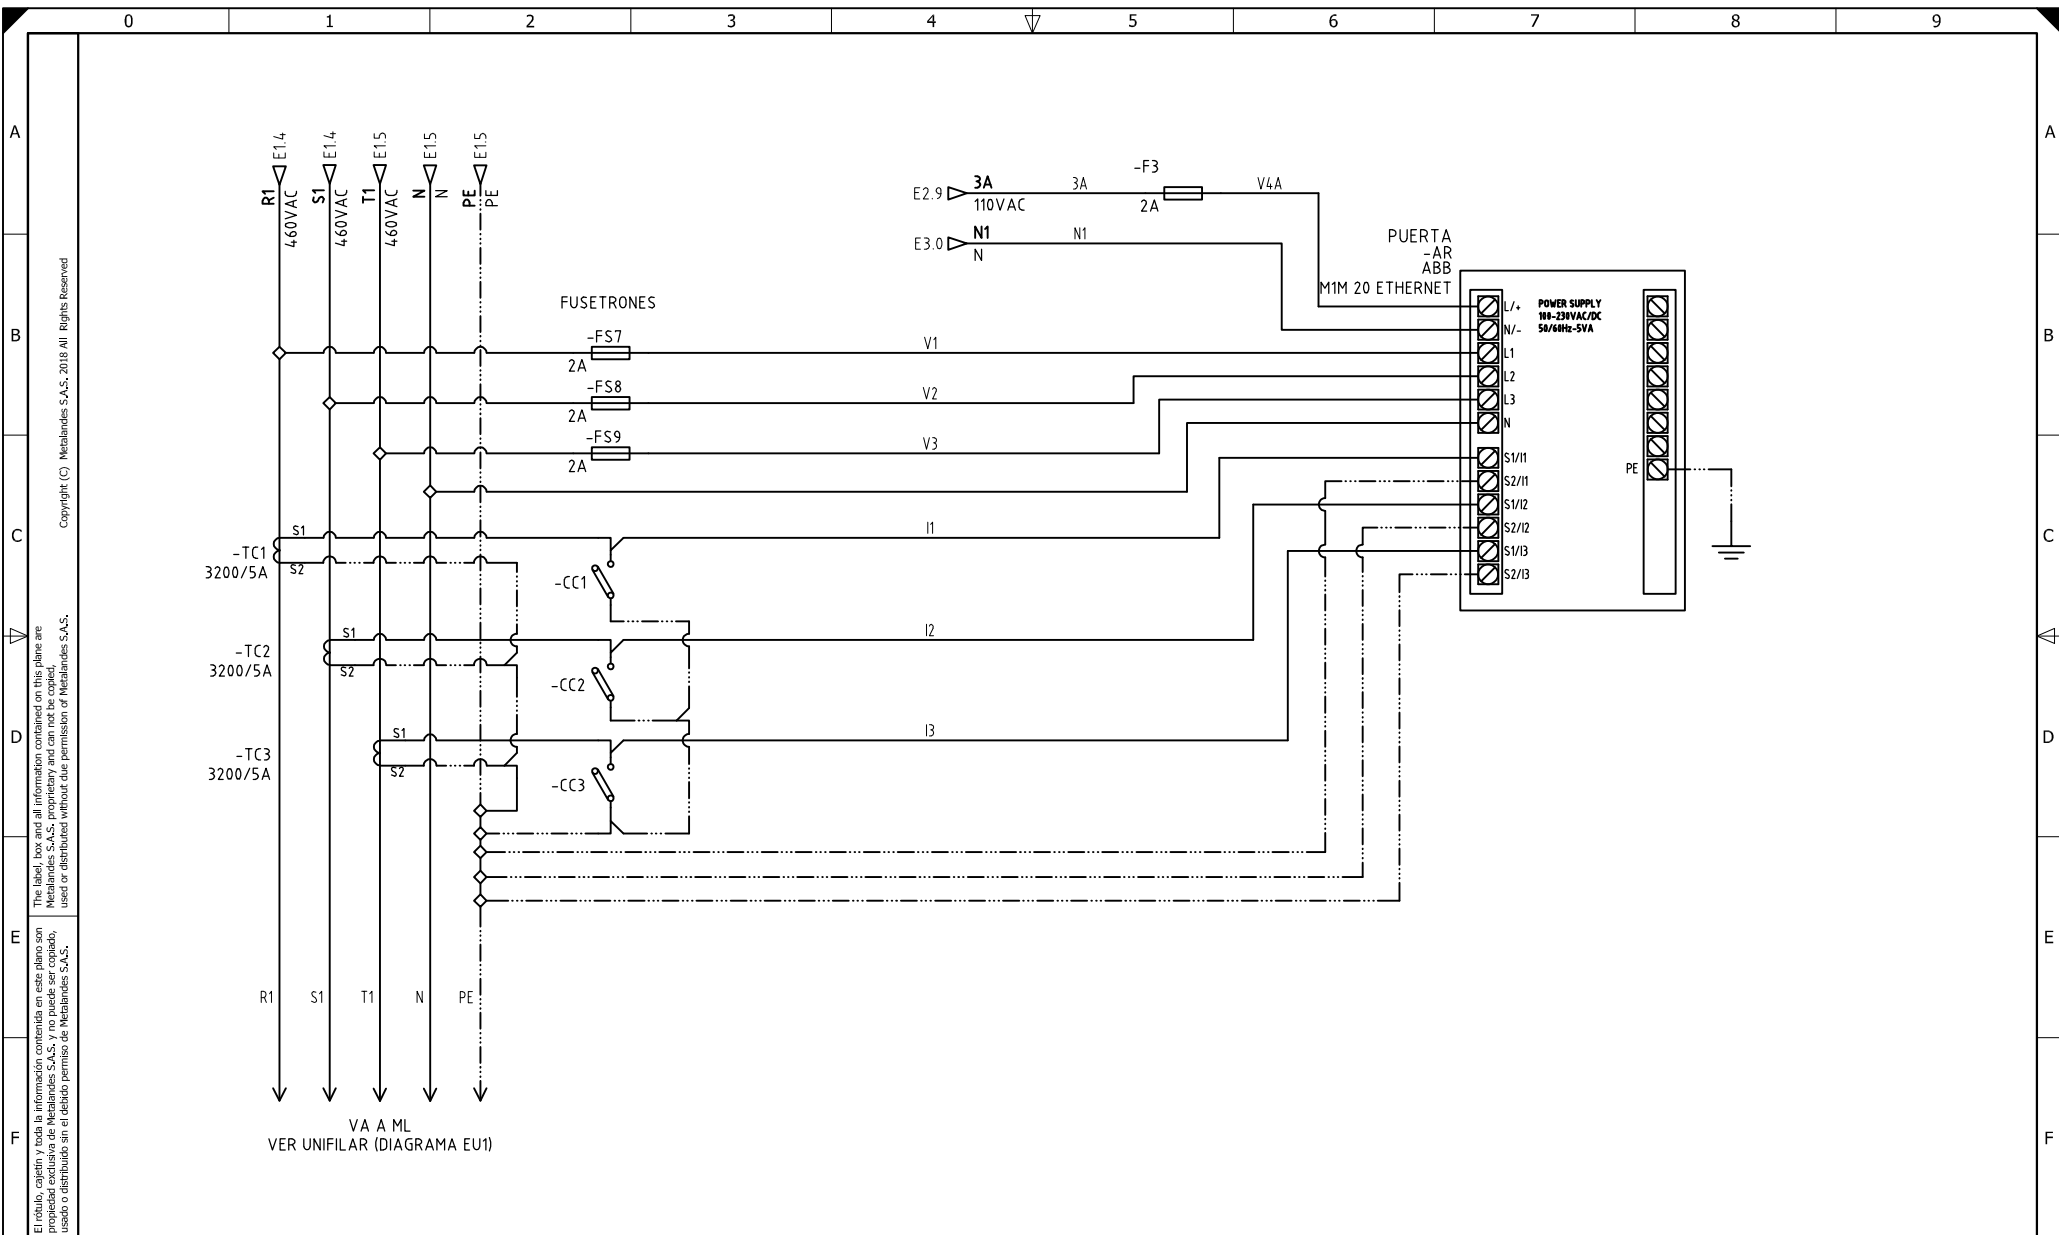 0 1 2 3 4 5 6 7 8 9
A
B
C
D
E
F
A
B
C
D
E
F
Copyright (C) Metalandes S.A.S. 2018 All Rights Reserved
The label, box and all information contained on this plane are
Metalandes S.A.S. proprietary and can not be copied,
used or distributed without due permission of Metalandes S.A.S.
El rótulo, cajetín y toda la información contenida en este plano son
propiedad exclusiva de Metalandes S.A.S. y no puede ser copiado,
usado o distribuido sin el debido permiso de Metalandes S.A.S.
E1.4
R1
460VAC
E1.4
S1
460VAC
E1.5
T1
460VAC
E1.5
N
N
E1.5
PE
PE
E2.9
3A
110VAC
3A
-F3
2A
V4A
E3.0
N1
N
N1
PUERTA
-AR
ABB
M1M 20 ETHERNET
FUSETRONES
-FS7
2A
V1
-FS8
2A
V2
-FS9
2A
V3
L/+
N/-
L1
L2
L3
N
S1/I1
S2/I1
S1/I2
S2/I2
S1/I3
S2/I3
POWER SUPPLY
100-230VAC/DC
50/60Hz-5VA
PE
-TC1
3200/5A
S1
S2
-CC1
I1
-TC2
3200/5A
S1
S2
-CC2
I2
-TC3
3200/5A
S1
S2
-CC3
I3
R1
S1
T1
N
PE
VA A ML
VER UNIFILAR (DIAGRAMA EU1)